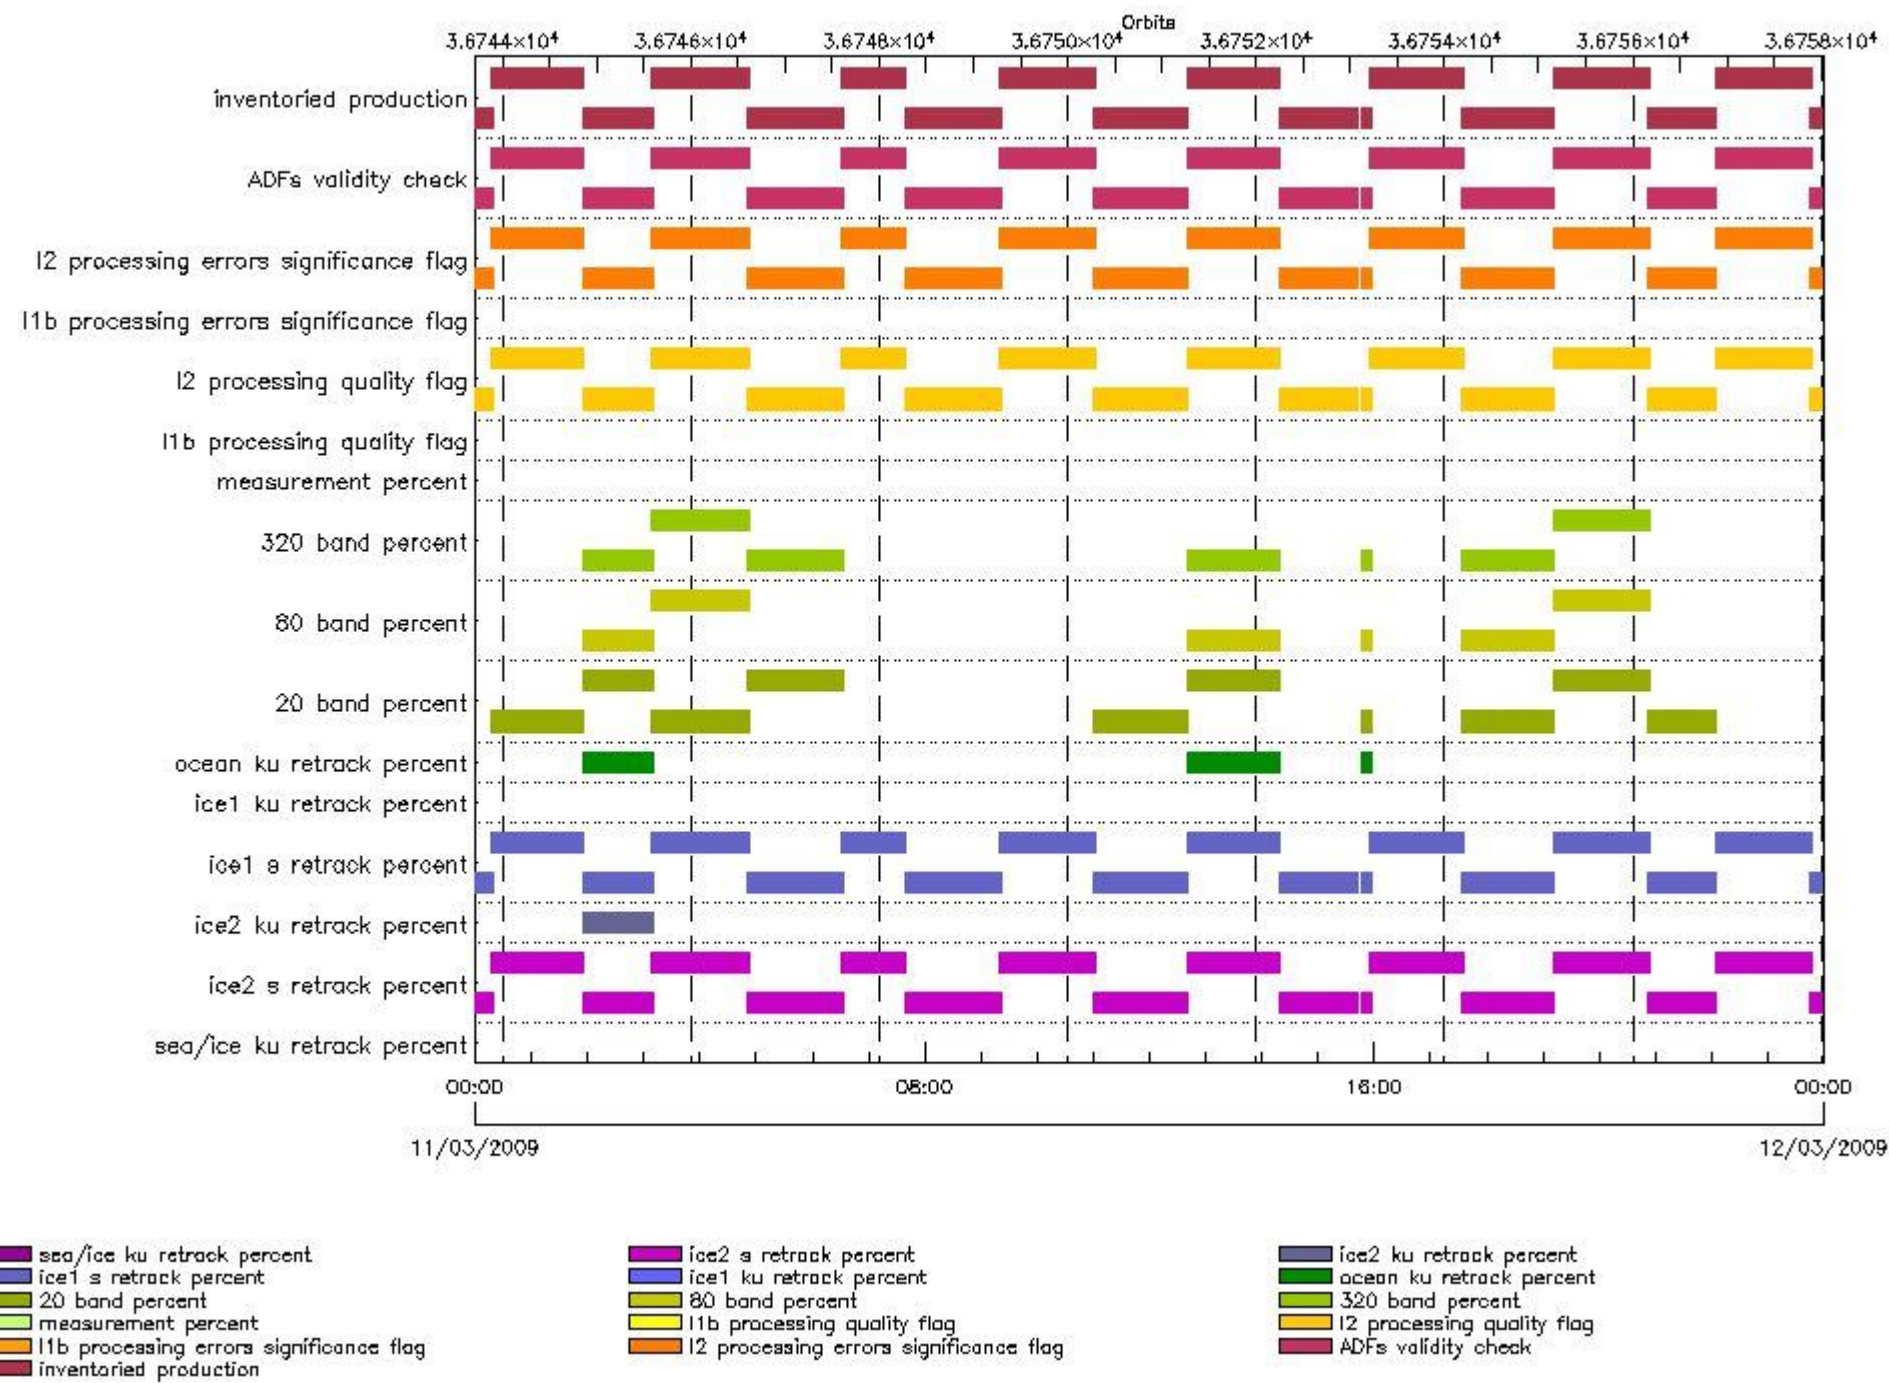 Orbits
3.6744×10⁴ 3.6746×10⁴ 3.6748×10⁴ 3.6750×10⁴ 3.6752×10⁴ 3.6754×10⁴ 3.6756×10⁴ 3.6758×10⁴
inventoried production
ADFs validity check
l2 processing errors significance flag
l1b processing errors significance flag
l2 processing quality flag
l1b processing quality flag
measurement percent
320 band percent
80 band percent
20 band percent
ocean ku retrack percent
ice1 ku retrack percent
ice1 s retrack percent
ice2 ku retrack percent
ice2 s retrack percent
sea/ice ku retrack percent
00:00 08:00 16:00 00:00
11/03/2009 12/03/2009
sea/ice ku retrack percent ice2 s retrack percent ice2 ku retrack percent
ice1 s retrack percent ice1 ku retrack percent ocean ku retrack percent
20 band percent 80 band percent 320 band percent
measurement percent l1b processing quality flag l2 processing quality flag
l1b processing errors significance flag l2 processing errors significance flag ADFs validity check
inventoried production